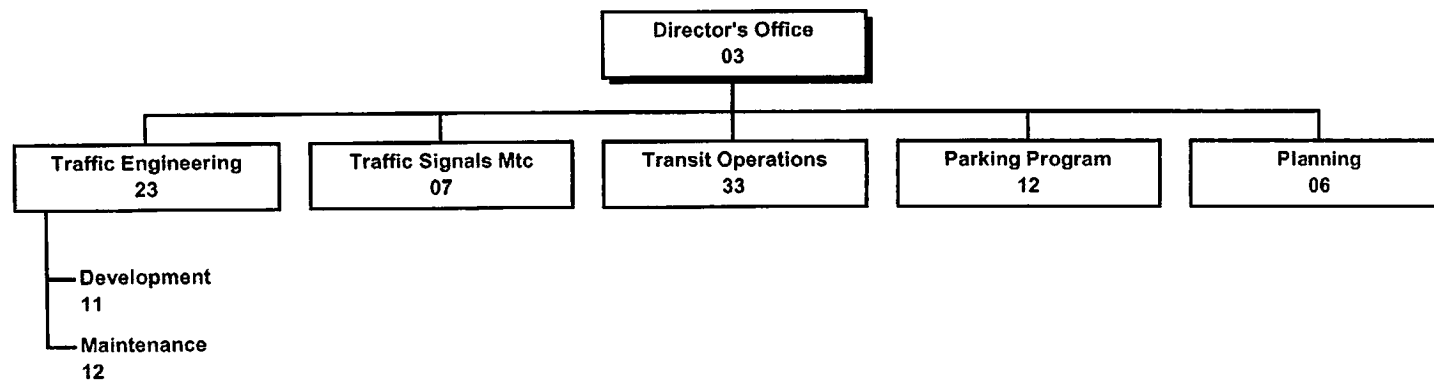 Director's Office
03
Traffic Engineering
23
Traffic Signals Mtc
07
Transit Operations
33
Parking Program
12
Planning
06
Development
11
Maintenance
12